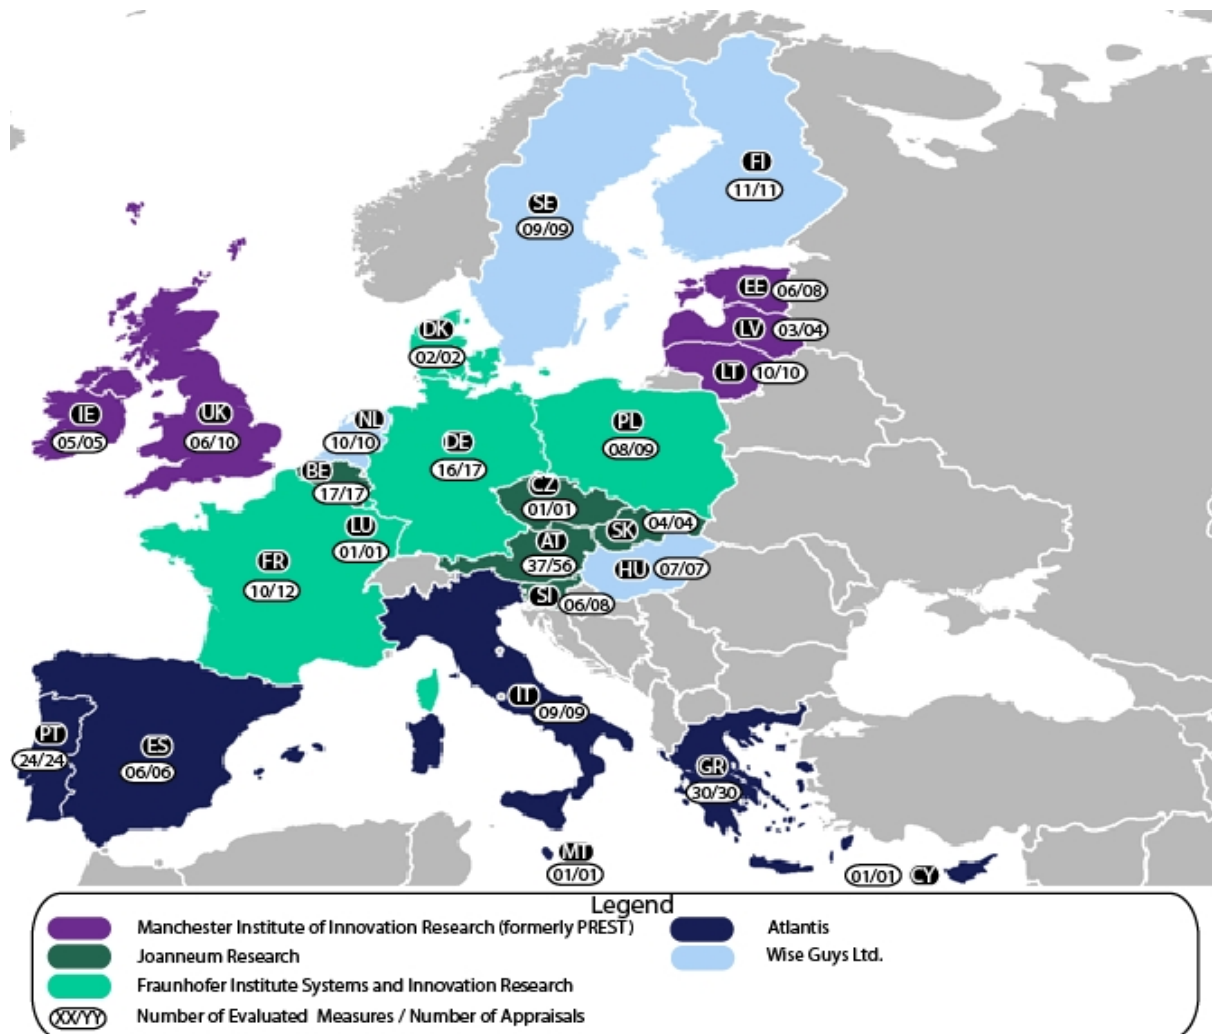 FI
11/11
SE
09/09
EE
06/08
LV
03/04
LT
10/10
DK
02/02
IE
05/05
UK
06/10
NL
10/10
BE
17/17
DE
16/17
PL
08/09
CZ
01/01
SK
04/04
LU
01/01
AT
37/56
HU
07/07
FR
10/12
SI
06/08
IT
09/09
PT
24/24
ES
06/06
GR
30/30
MT
01/01
01/01 CY
Legend
Manchester Institute of Innovation Research (formerly PREST)
Joanneum Research
Fraunhofer Institute Systems and Innovation Research
XX/YY Number of Evaluated Measures / Number of Appraisals
Atlantis
Wise Guys Ltd.